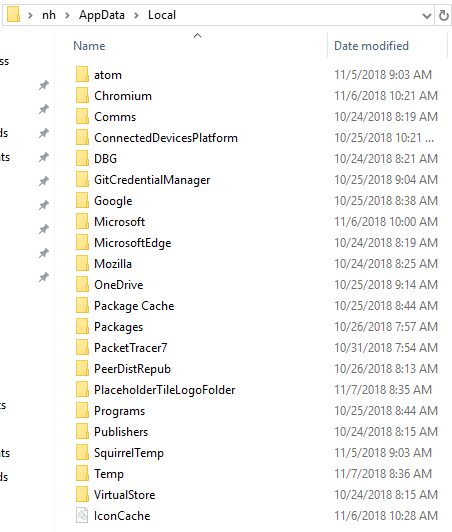 nh > AppData > Local
Name Date modified
ss
atom 11/5/2018 9:03 AM
Chromium 11/6/2018 10:21 AM
Comms 10/24/2018 8:19 AM
ds ConnectedDevicesPlatform 10/25/2018 10:21 ...
nts DBG 10/24/2018 8:21 AM
GitCredentialManager 10/25/2018 9:04 AM
Google 10/25/2018 8:38 AM
Microsoft 11/6/2018 10:00 AM
MicrosoftEdge 10/24/2018 8:19 AM
Mozilla 10/24/2018 8:25 AM
OneDrive 10/25/2018 9:14 AM
Package Cache 10/25/2018 8:44 AM
Packages 10/26/2018 7:57 AM
PacketTracer7 10/31/2018 7:54 AM
PeerDistRepub 10/26/2018 8:13 AM
PlaceholderTileLogoFolder 11/7/2018 8:35 AM
ts Programs 10/25/2018 8:44 AM
Publishers 10/24/2018 8:15 AM
nts SquirrelTemp 11/5/2018 9:03 AM
ds Temp 11/7/2018 8:36 AM
VirtualStore 10/24/2018 8:15 AM
IconCache 11/6/2018 10:28 AM